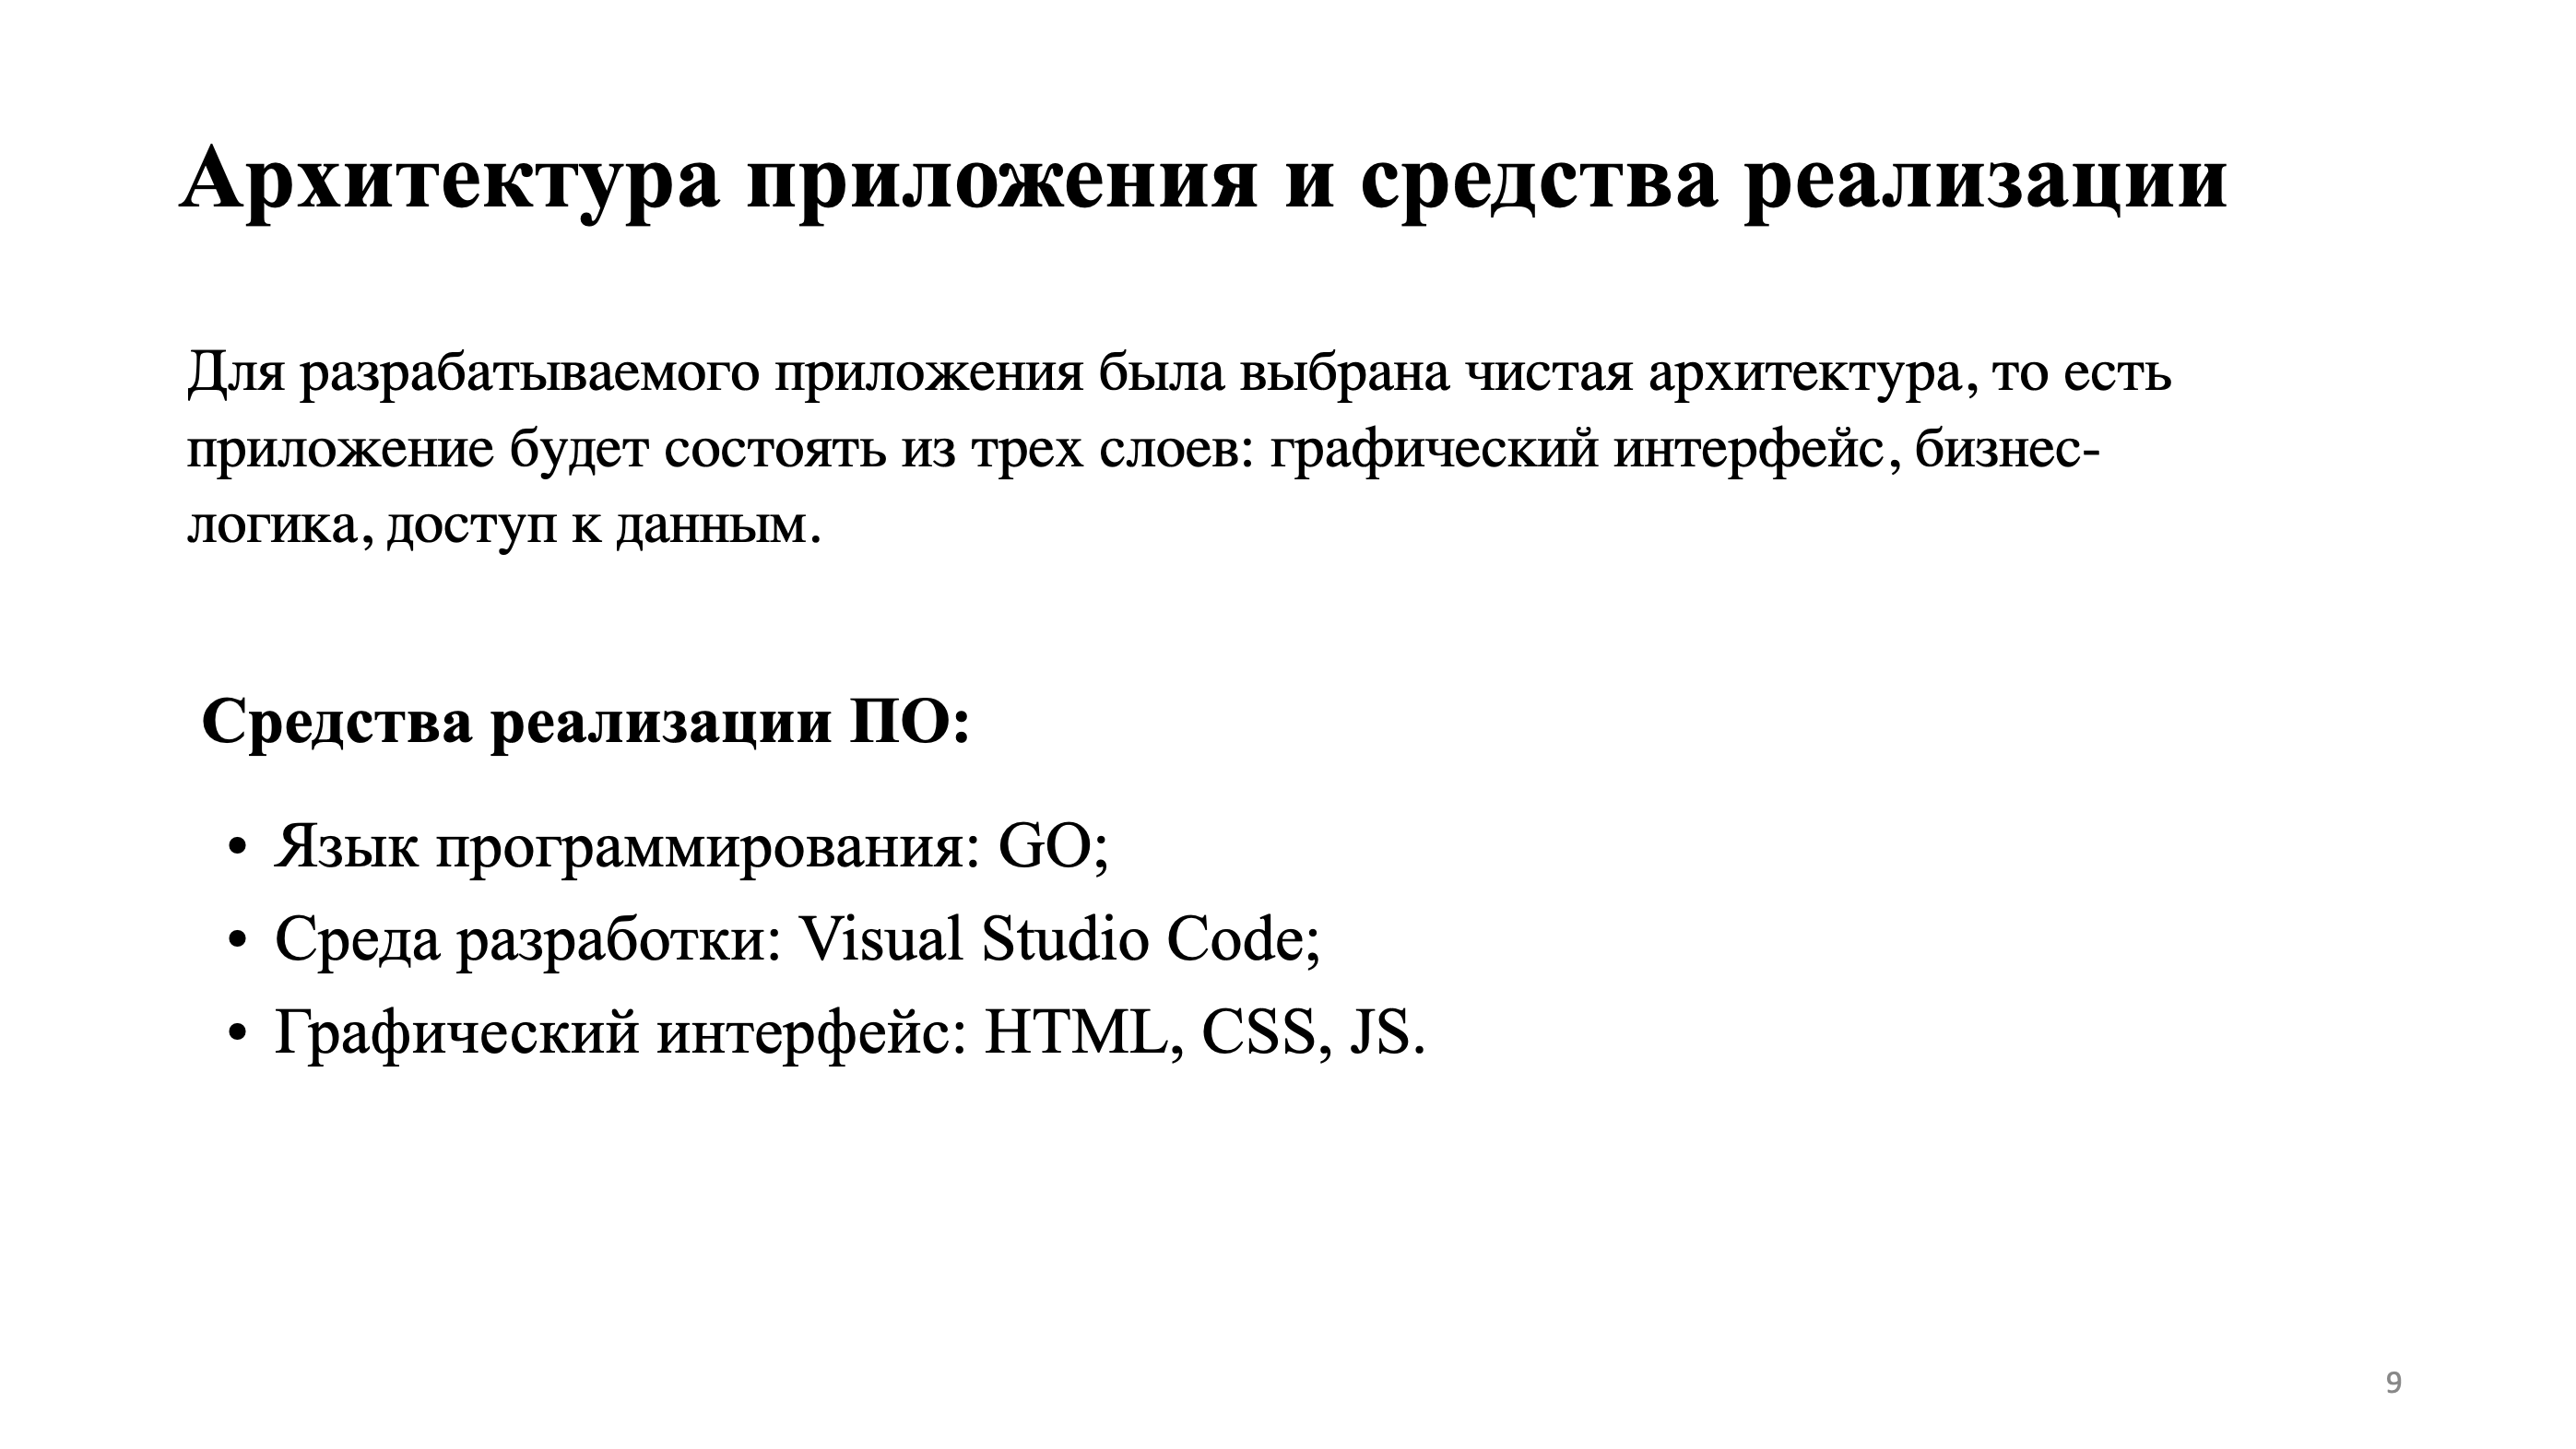 Архитектура приложения и средства реализации
Для разрабатываемого приложения была выбрана чистая архитектура, то есть
приложение будет состоять из трех слоев: графический интерфейс, бизнес-
логика, доступ к данным.
Средства реализации ПО:
• Язык программирования: GO;
• Среда разработки: Visual Studio Code;
• Графический интерфейс: HTML, CSS, JS.
9